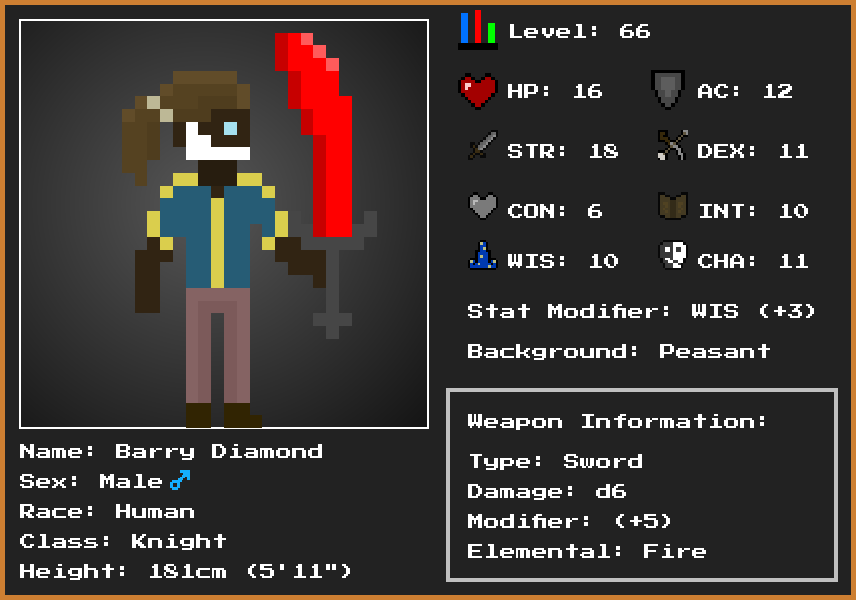 Level: 66
HP: 16 AC: 12
STR: 18 DEX: 11
CON: 6 INT: 10
WIS: 10 CHA: 11
Stat Modifier: WIS (+3)
Background: Peasant
Weapon Information:
Type: Sword
Damage: d6
Modifier: (+5)
Elemental: Fire
Name: Barry Diamond
Sex: Male♂
Race: Human
Class: Knight
Height: 181cm (5'11")